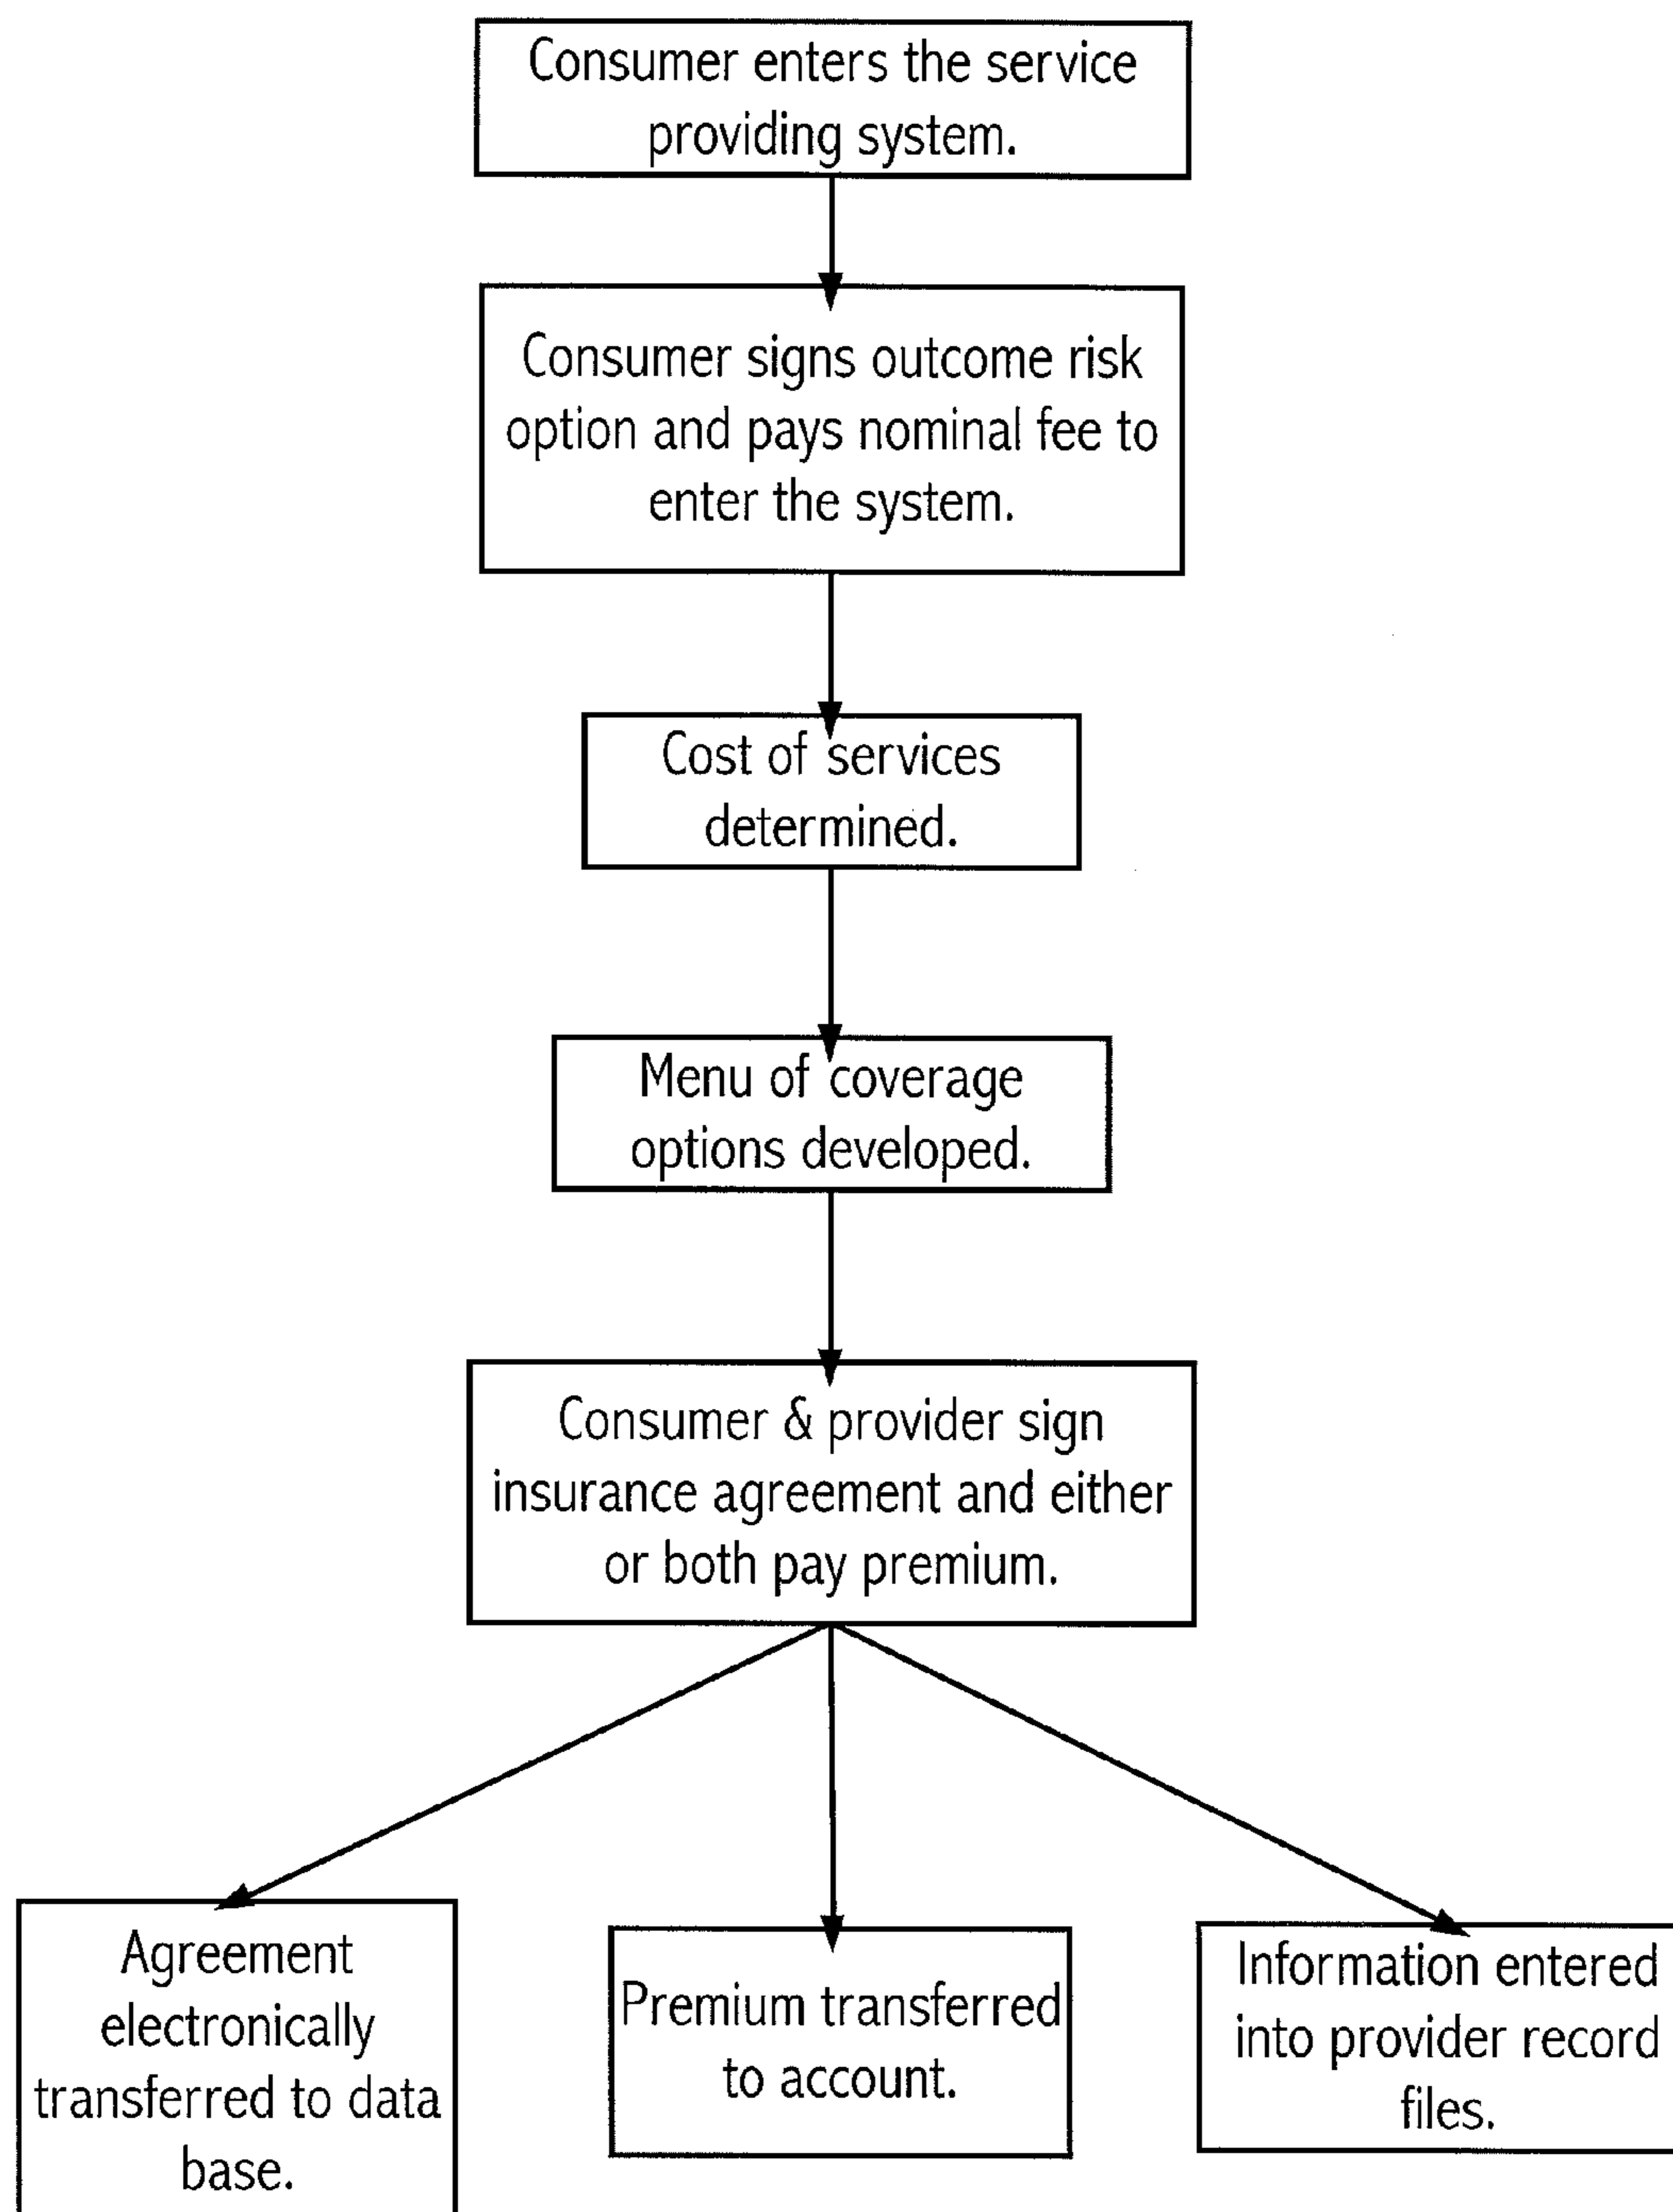 Consumer enters the service
providing system.
Consumer signs outcome risk
option and pays nominal fee to
enter the system.
Cost of services
determined.
Menu of coverage
options developed.
Consumer & provider sign
insurance agreement and either
or both pay premium.
Agreement
electronically
transferred to data
base.
Premium transferred
to account.
Information entered
into provider record
files.